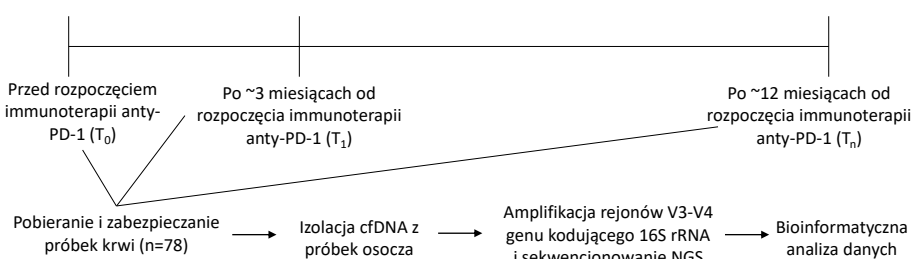 Przed rozpoczęciem
immunoterapii anty-
PD-1 (T₀)
Po ~3 miesiącach od
rozpoczęcia immunoterapii
anty-PD-1 (T₁)
Po ~12 miesiącach od
rozpoczęcia immunoterapii
anty-PD-1 (Tₙ)
Pobieranie i zabezpieczanie
próbek krwi (n=78)
Izolacja cfDNA z
próbek osocza
Amplifikacja rejonów V3-V4
genu kodującego 16S rRNA
i sekwencjonowanie NGS
Bioinformatyczna
analiza danych